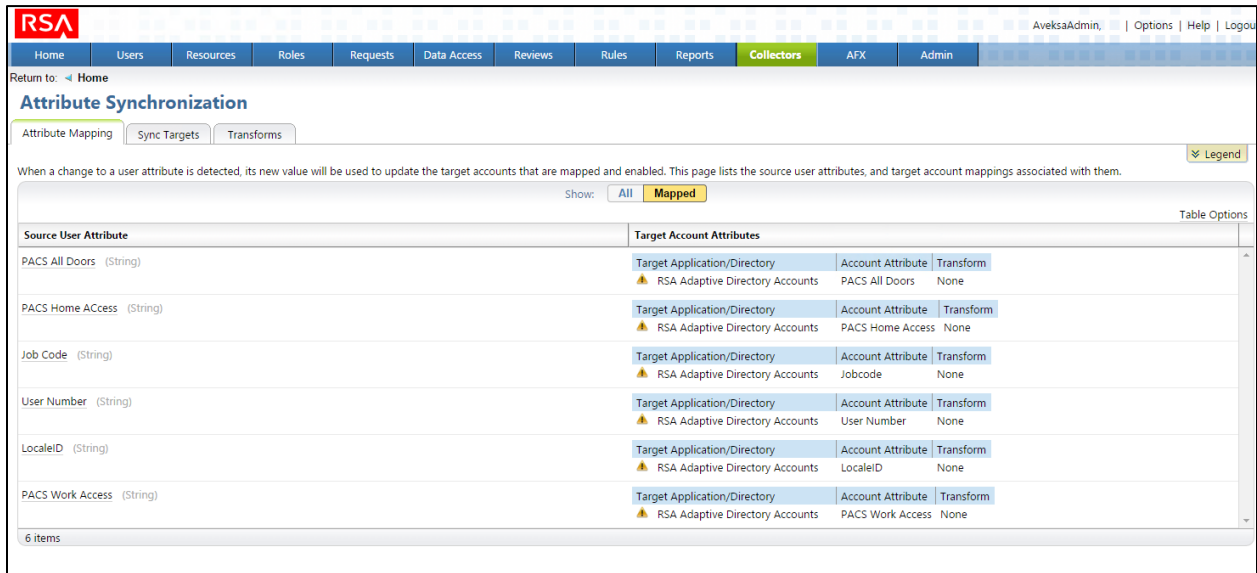 RSA
AveksaAdmin, | Options | Help | Logou
Home Users Resources Roles Requests Data Access Reviews Rules Reports Collectors AFX Admin
Return to: Home
Attribute Synchronization
Attribute Mapping Sync Targets Transforms
Legend
When a change to a user attribute is detected, its new value will be used to update the target accounts that are mapped and enabled. This page lists the source user attributes, and target account mappings associated with them.
Show: All Mapped
Table Options
Source User Attribute Target Account Attributes
PACS All Doors (String) Target Application/Directory Account Attribute Transform
RSA Adaptive Directory Accounts PACS All Doors None
PACS Home ACcess (String) Target Application/Directory Account Attribute Transform
RSA Adaptive Directory Accounts PACS Home Access None
Job Code (String) Target Application/Directory Account Attribute Transform
RSA Adaptive Directory Accounts Jobcode None
User Number (String) Target Application/Directory Account Attribute Transform
RSA Adaptive Directory Accounts User Number None
LocaleID (String) Target Application/Directory Account Attribute Transform
RSA Adaptive Directory Accounts LocaleID None
PACS Work Access (String) Target Application/Directory Account Attribute Transform
RSA Adaptive Directory Accounts PACS Work Access None
6 items